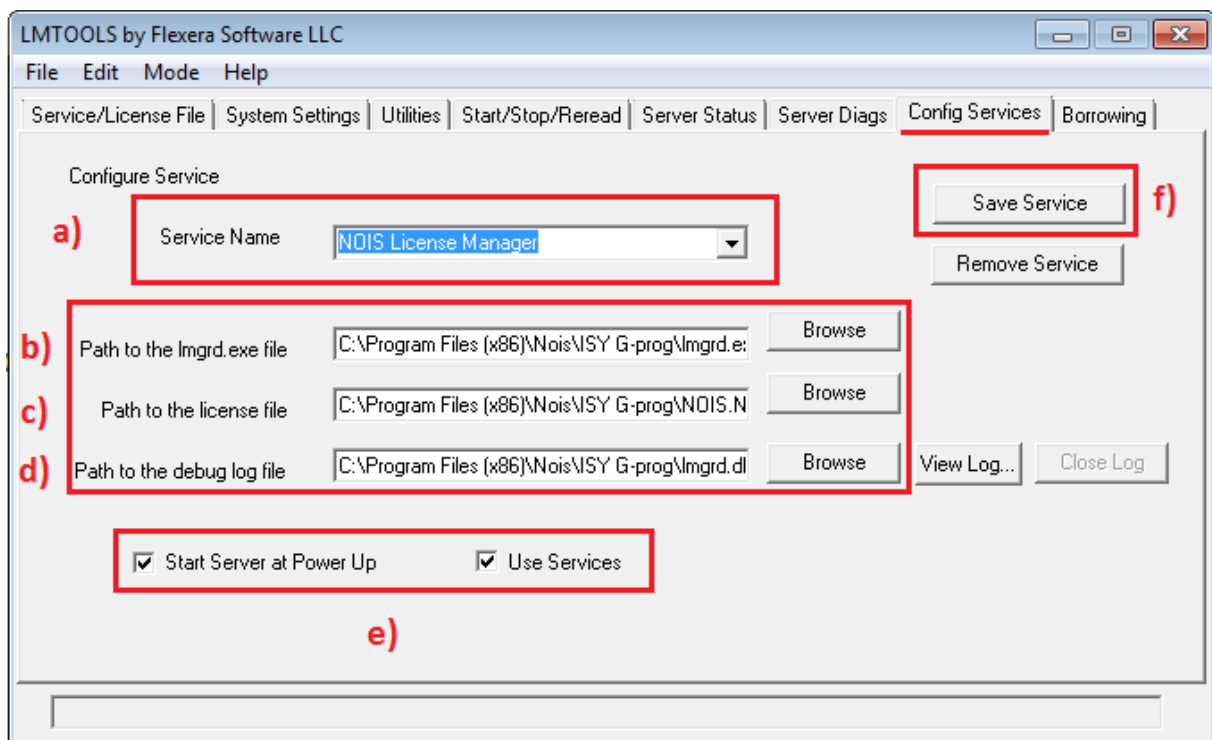 LMTOOLS by Flexera Software LLC
File Edit Mode Help
Service/License File System Settings Utilities Start/Stop/Reread Server Status Server Diags Config Services Borrowing
Configure Service
a) Service Name NOIS License Manager
Save Service f)
Remove Service
b) Path to the lmgrd.exe file C:\Program Files (x86)\Nois\ISY G-prog\lmgrd.e: Browse
c) Path to the license file C:\Program Files (x86)\Nois\ISY G-prog\NOIS.N Browse
d) Path to the debug log file C:\Program Files (x86)\Nois\ISY G-prog\lmgrd.dl Browse View Log... Close Log
Start Server at Power Up Use Services
e)